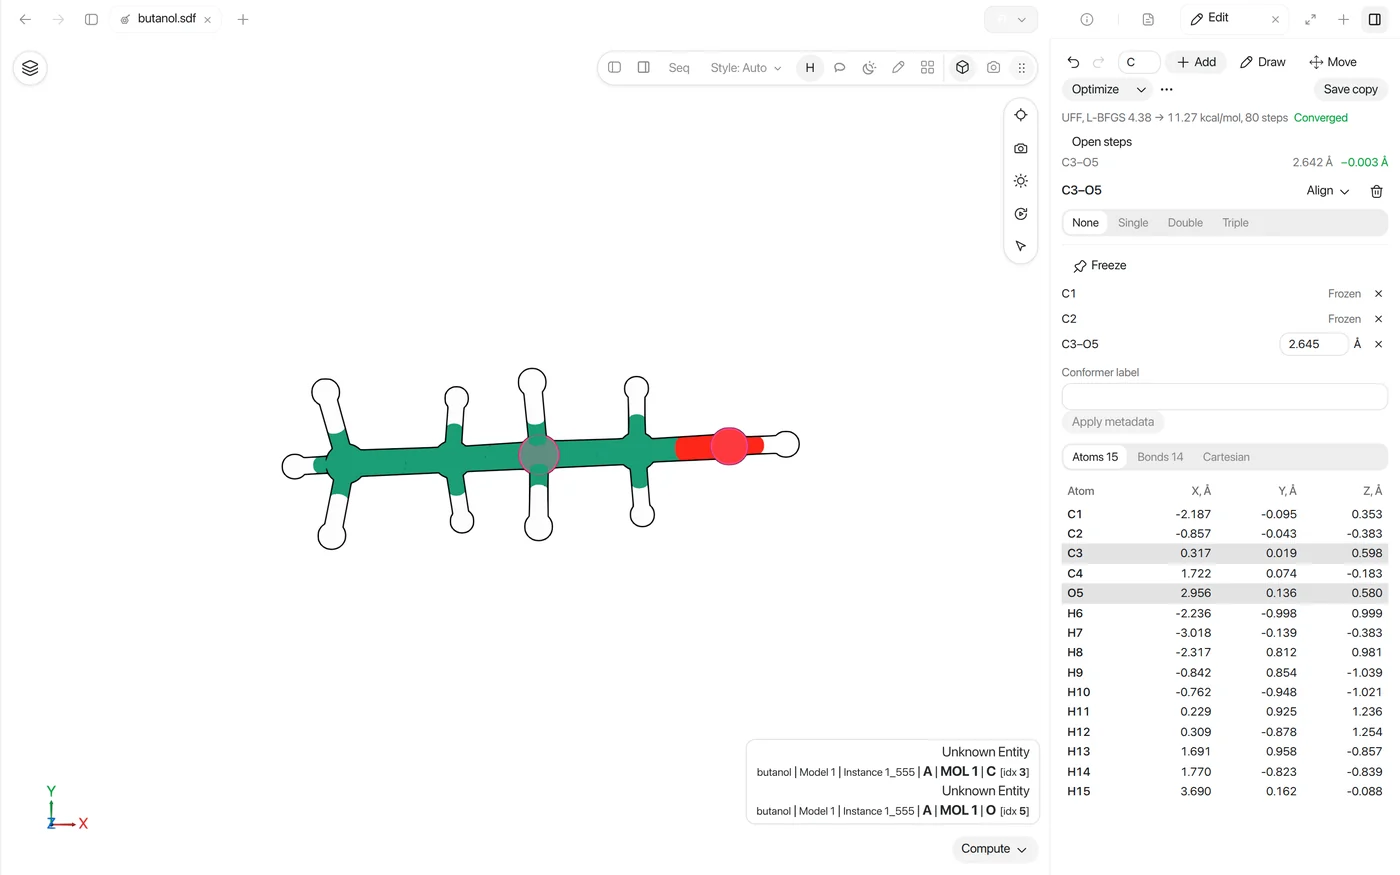 butanol.sdf
Edit
Seq
Style: Auto
H
C
Add
Draw
Move
Optimize
Save copy
UFF, L-BFGS 4.38 → 11.27 kcal/mol, 80 steps Converged
Open steps
C3–O5 2.642 Å −0.003 Å
C3–O5 Align
None Single Double Triple
Freeze
C1 Frozen
C2 Frozen
C3–O5 2.645 Å
Conformer label
Apply metadata
Atoms 15 Bonds 14 Cartesian
Atom X, Å Y, Å Z, Å
C1 -2.187 -0.095 0.353
C2 -0.857 -0.043 -0.383
C3 0.317 0.019 0.598
C4 1.722 0.074 -0.183
O5 2.956 0.136 0.580
H6 -2.236 -0.998 0.999
H7 -3.018 -0.139 -0.383
H8 -2.317 0.812 0.981
H9 -0.842 0.854 -1.039
H10 -0.762 -0.948 -1.021
H11 0.229 0.925 1.236
H12 0.309 -0.878 1.254
H13 1.691 0.958 -0.857
H14 1.770 -0.823 -0.839
H15 3.690 0.162 -0.088
Unknown Entity
butanol | Model 1 | Instance 1_555 | A | MOL 1 | C [idx 3]
Unknown Entity
butanol | Model 1 | Instance 1_555 | A | MOL 1 | O [idx 5]
Compute
Y
Z X